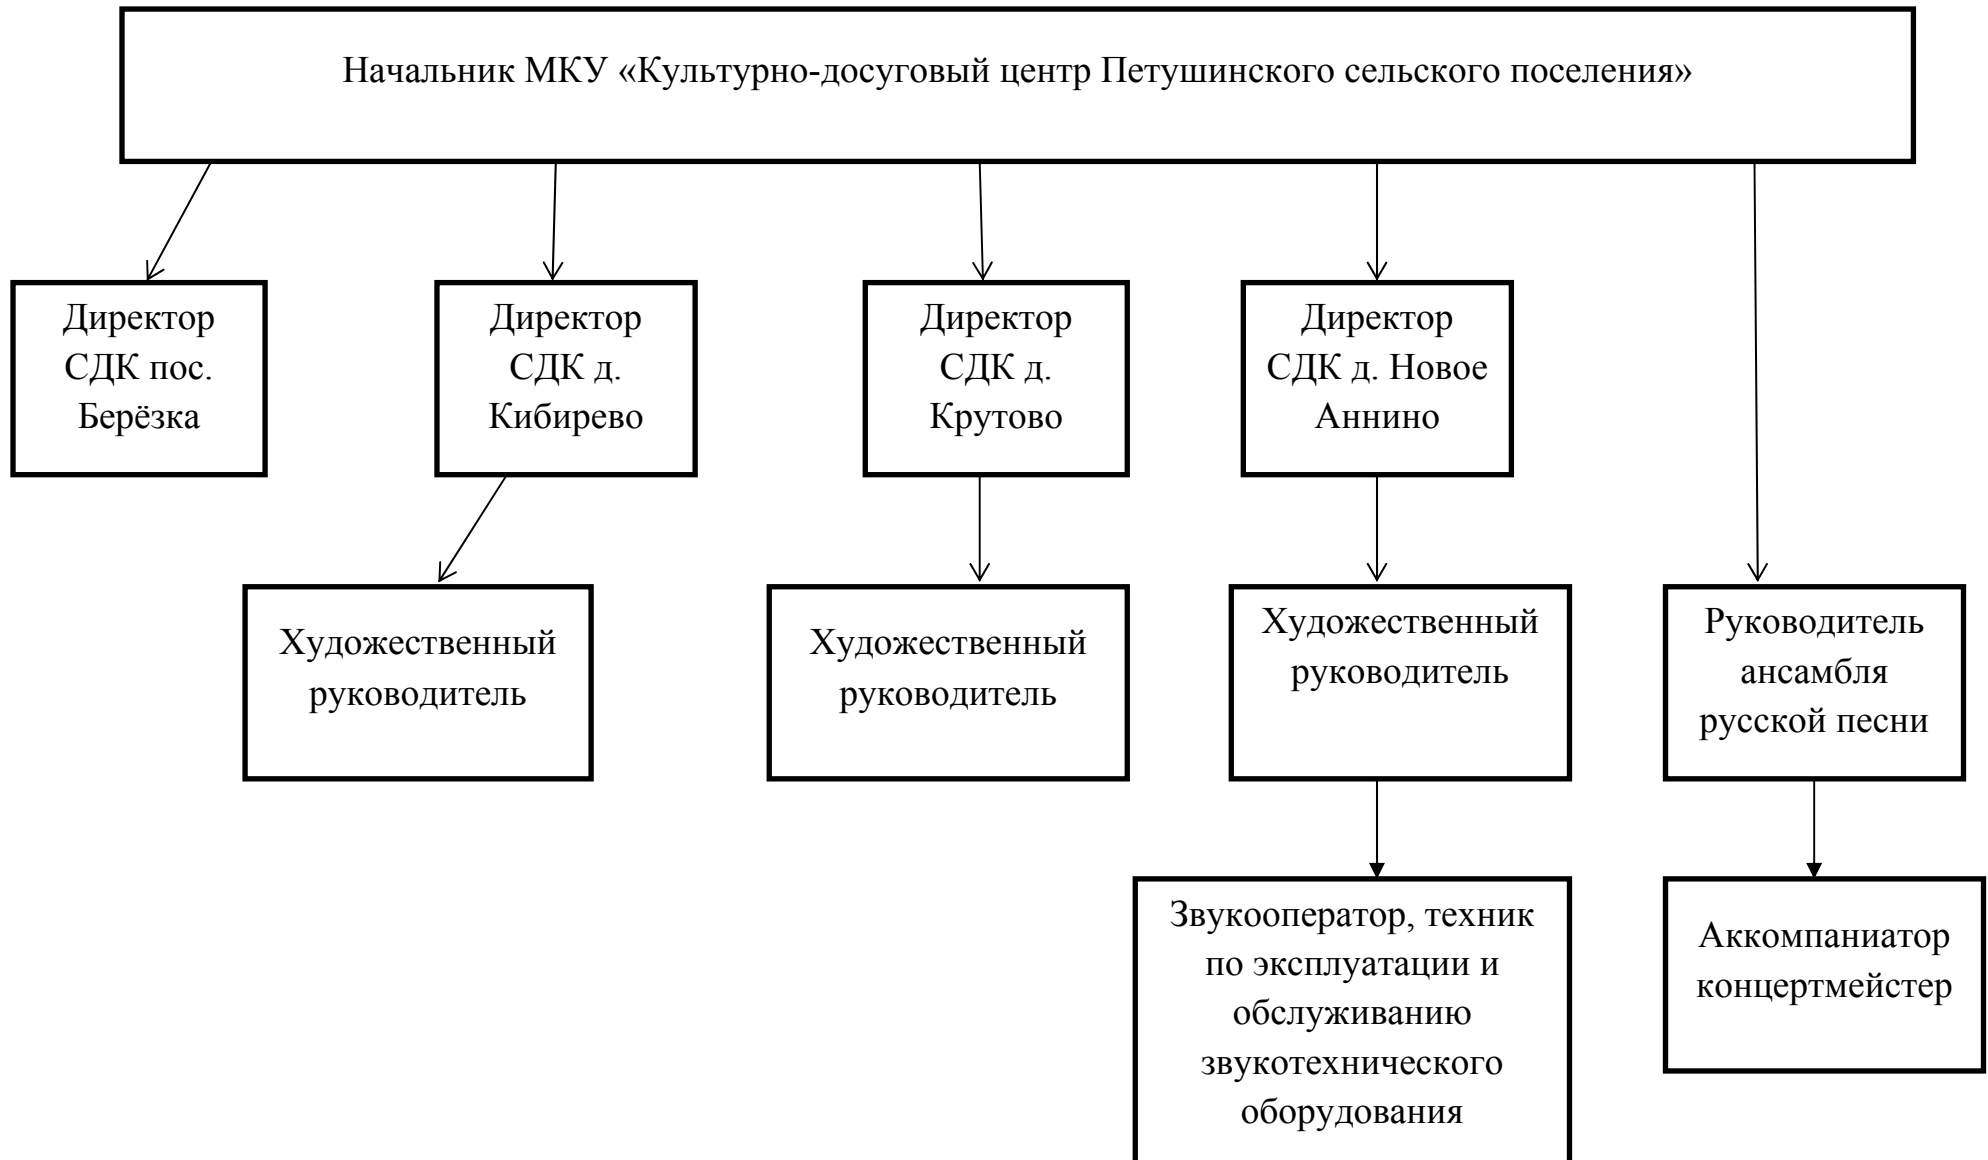 Начальник МКУ «Культурно-досуговый центр Петушинского сельского поселения»
Директор
СДК пос.
Берёзка
Директор
СДК д.
Кибирево
Директор
СДК д.
Крутово
Директор
СДК д. Новое
Аннино
Художественный
руководитель
Художественный
руководитель
Художественный
руководитель
Руководитель
ансамбля
русской песни
Звукооператор, техник
по эксплуатации и
обслуживанию
звукотехнического
оборудования
Аккомпаниатор
концертмейстер